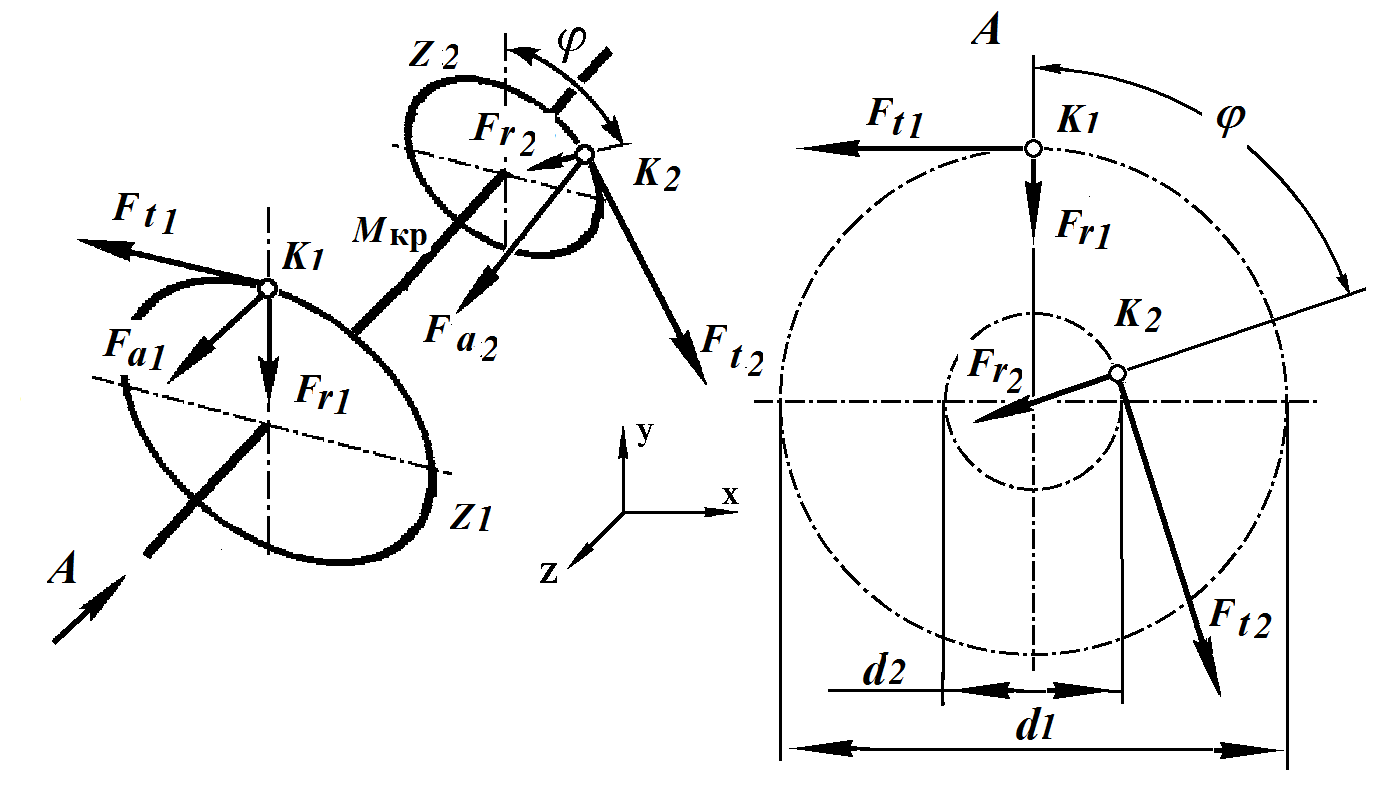 Z2
φ
Fr2
K2
Ft1
Mкр
K1
Fa1
Fa2
Ft2
Fr1
Z1
y
x
z
A
A
Ft1
K1
φ
Fr1
K2
Fr2
Ft2
d2
d1